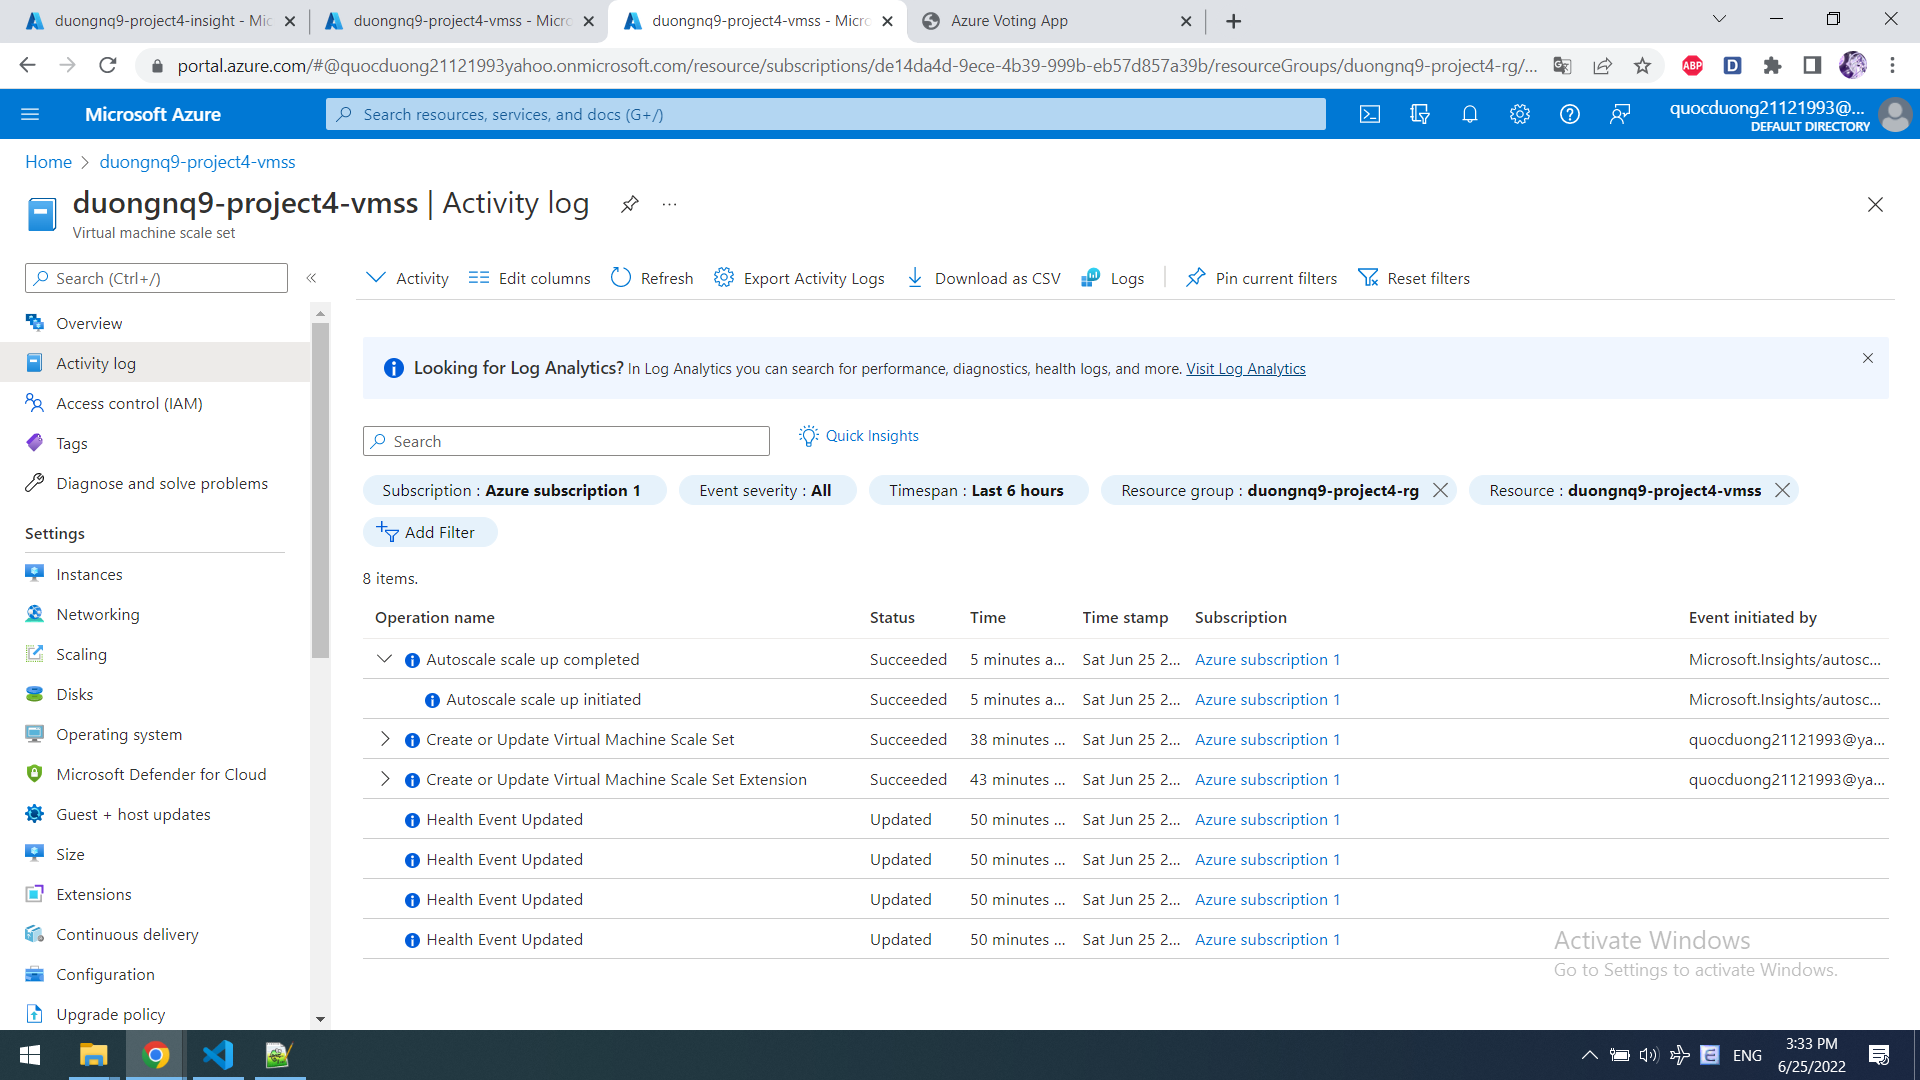 duongnq9-project4-insight - Mic
duongnq9-project4-vmss - Micro
duongnq9-project4-vmss - Micro
Azure Voting App
portal.azure.com/#@quocduong21121993yahoo.onmicrosoft.com/resource/subscriptions/de14da4d-9ece-4b39-999b-eb57d857a39b/resourceGroups/duongnq9-project4-rg/...
ABP
D
Microsoft Azure
Search resources, services, and docs (G+/)
quocduong21121993@...
DEFAULT DIRECTORY
Home
duongnq9-project4-vmss
duongnq9-project4-vmss | Activity log
...
Virtual machine scale set
Search (Ctrl+/)
Activity
Edit columns
Refresh
Export Activity Logs
Download as CSV
Logs
Pin current filters
Reset filters
Overview
Activity log
Access control (IAM)
Tags
Diagnose and solve problems
Settings
Instances
Networking
Scaling
Disks
Operating system
Microsoft Defender for Cloud
Guest + host updates
Size
Extensions
Continuous delivery
Configuration
Upgrade policy
Looking for Log Analytics? In Log Analytics you can search for performance, diagnostics, health logs, and more. Visit Log Analytics
Search
Quick Insights
Subscription : Azure subscription 1
Event severity : All
Timespan : Last 6 hours
Resource group : duongnq9-project4-rg
Resource : duongnq9-project4-vmss
Add Filter
8 items.
Operation name Status Time Time stamp Subscription Event initiated by
Autoscale scale up completed Succeeded 5 minutes a... Sat Jun 25 2... Azure subscription 1 Microsoft.Insights/autosc...
Autoscale scale up initiated Succeeded 5 minutes a... Sat Jun 25 2... Azure subscription 1 Microsoft.Insights/autosc...
Create or Update Virtual Machine Scale Set Succeeded 38 minutes ... Sat Jun 25 2... Azure subscription 1 quocduong21121993@ya...
Create or Update Virtual Machine Scale Set Extension Succeeded 43 minutes ... Sat Jun 25 2... Azure subscription 1 quocduong21121993@ya...
Health Event Updated Updated 50 minutes ... Sat Jun 25 2... Azure subscription 1
Health Event Updated Updated 50 minutes ... Sat Jun 25 2... Azure subscription 1
Health Event Updated Updated 50 minutes ... Sat Jun 25 2... Azure subscription 1
Health Event Updated Updated 50 minutes ... Sat Jun 25 2... Azure subscription 1
Activate Windows
Go to Settings to activate Windows.
ENG
3:33 PM
6/25/2022